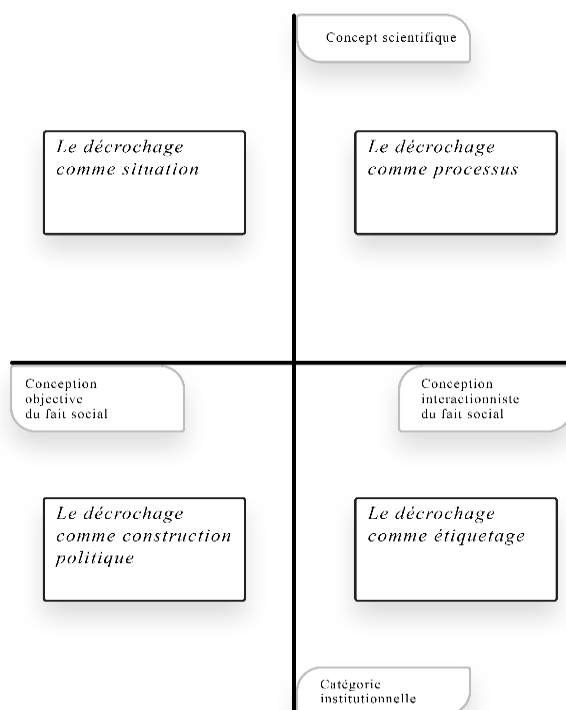 Concept scientifique
Le décrochage
comme situation
Le décrochage
comme processus
Conception
objective
du fait social
Conception
interactionniste
du fait social
Le décrochage
comme construction
politique
Le décrochage
comme étiquetage
Catégorie
institutionnelle